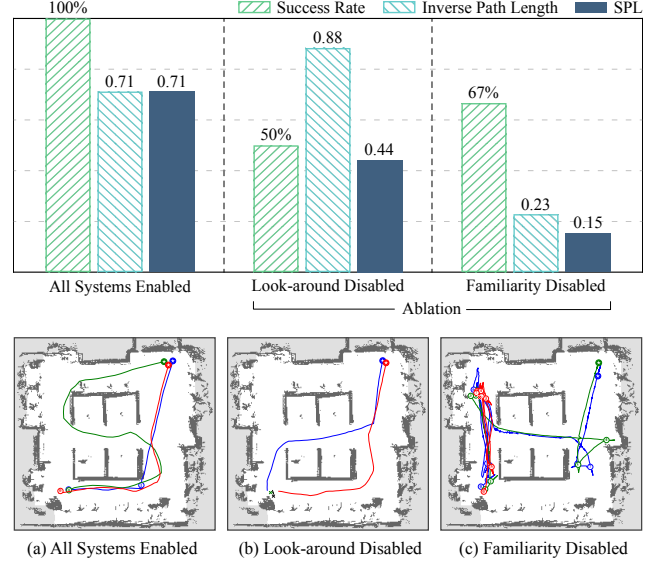 100%
Success Rate Inverse Path Length SPL
0.88
0.71 0.71
67%
50%
0.44
0.23
0.15
All Systems Enabled Look-around Disabled Familiarity Disabled
Ablation
(a) All Systems Enabled (b) Look-around Disabled (c) Familiarity Disabled